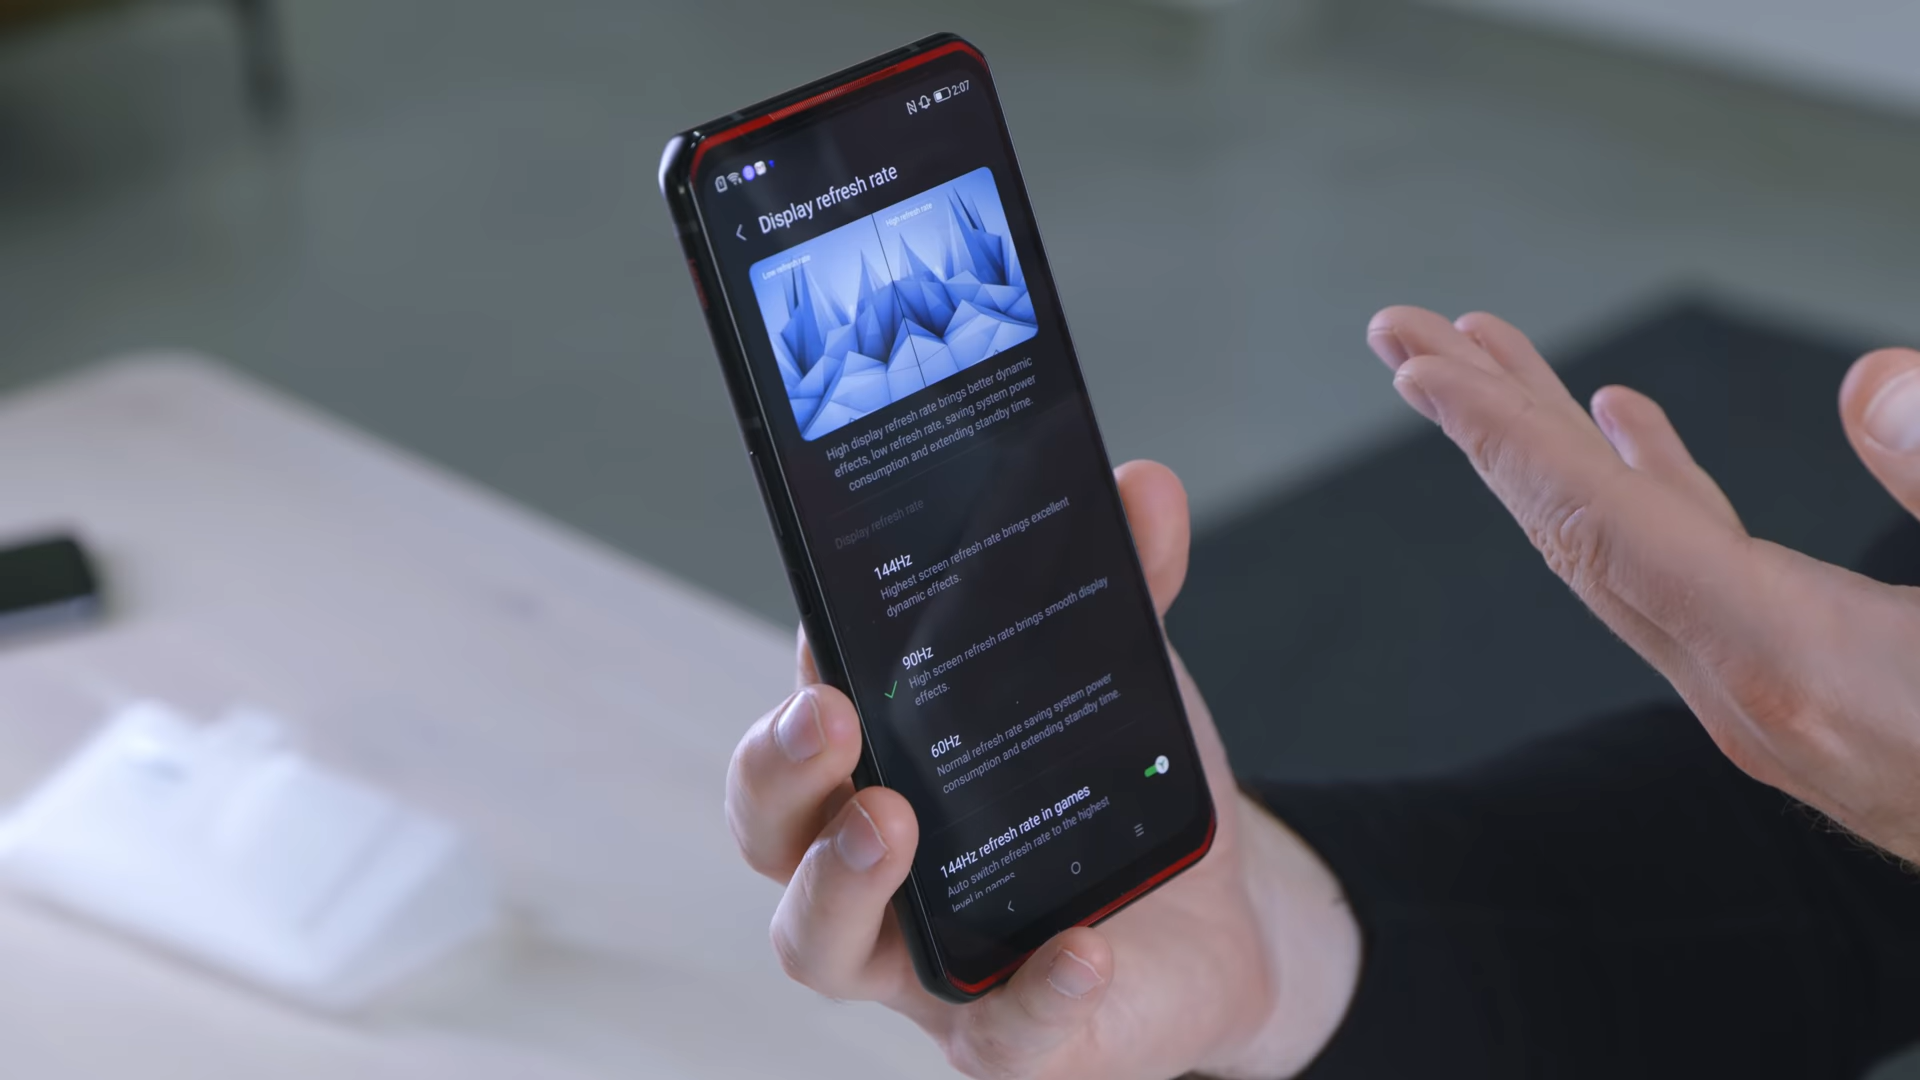 2:07
Display refresh rate
Low refresh rate
High refresh rate
High display refresh rate brings better dynamic
effects, low refresh rate, saving system power
consumption and extending standby time.
Display refresh rate
144Hz
Highest screen refresh rate brings excellent
dynamic effects.
90Hz
High screen refresh rate brings smooth display
effects.
60Hz
Normal refresh rate saving system power
consumption and extending standby time.
144Hz refresh rate in games
Auto switch refresh rate to the highest
level in games